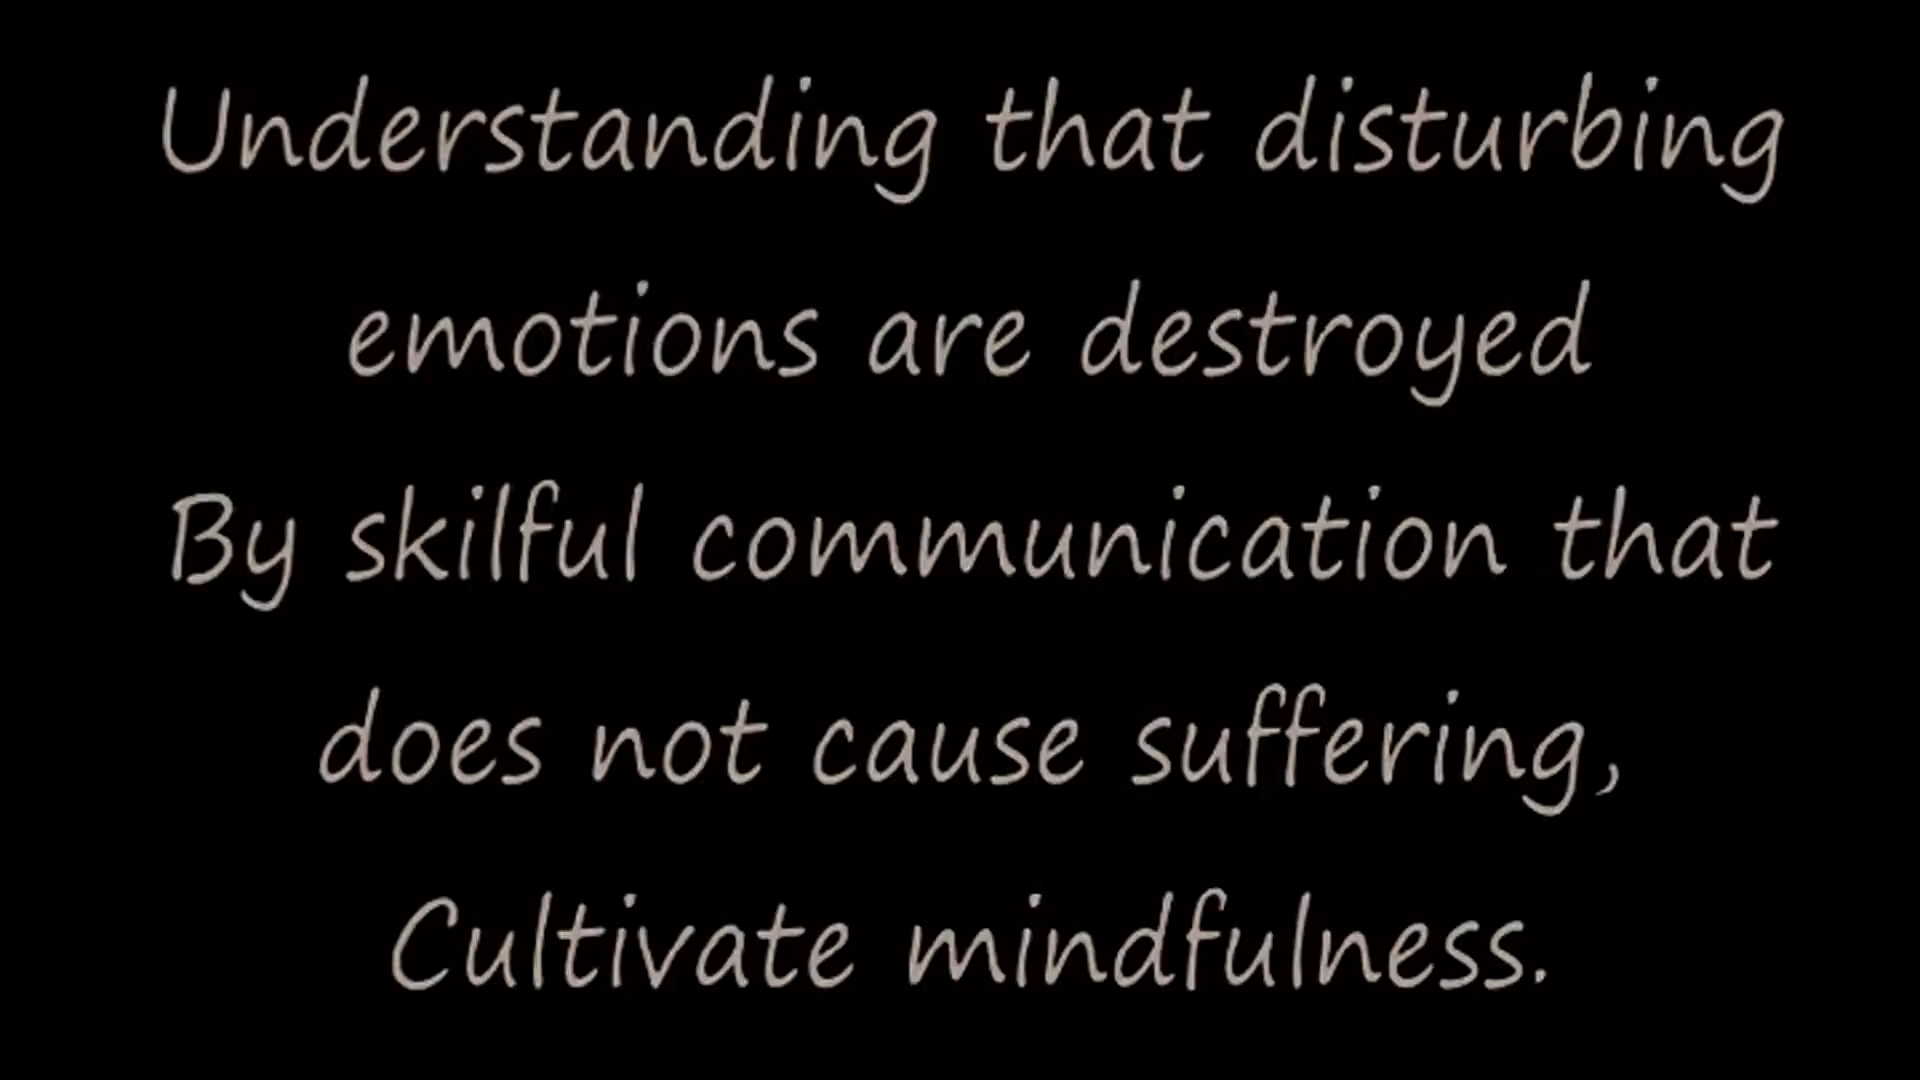 Understanding that disturbing
emotions are destroyed
By skilful communication that
does not cause suffering,
Cultivate mindfulness.